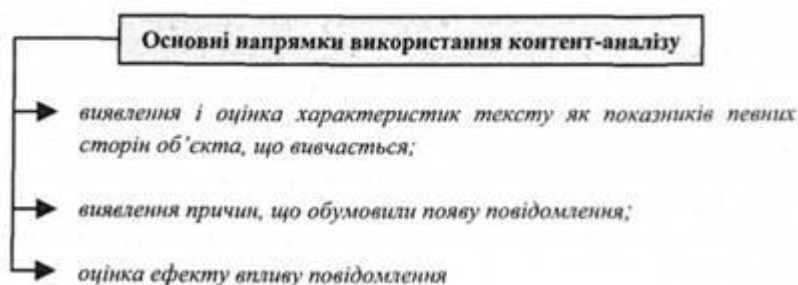 Основні напрямки використання контент-аналізу
виявлення і оцінка характеристик тексту як показників певних
сторін об’єкта, що вивчається;
виявлення причин, що обумовили появу повідомлення;
оцінка ефекту впливу повідомлення